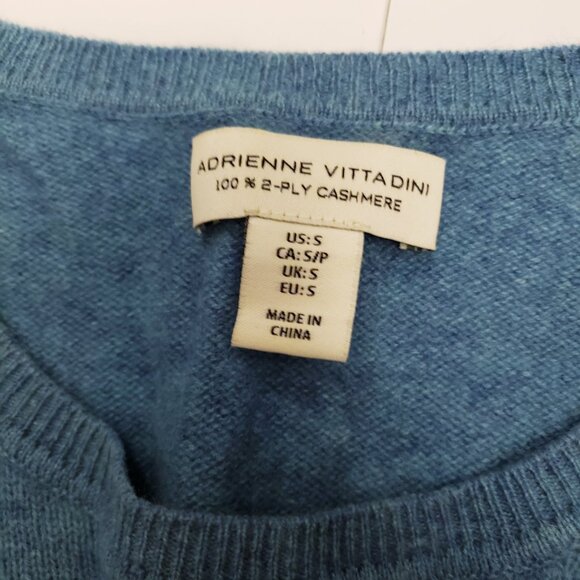 ADRIENNE VITTADINI
100 % 2-PLY CASHMERE
US: S
CA: S/P
UK: S
EU: S
MADE IN
CHINA